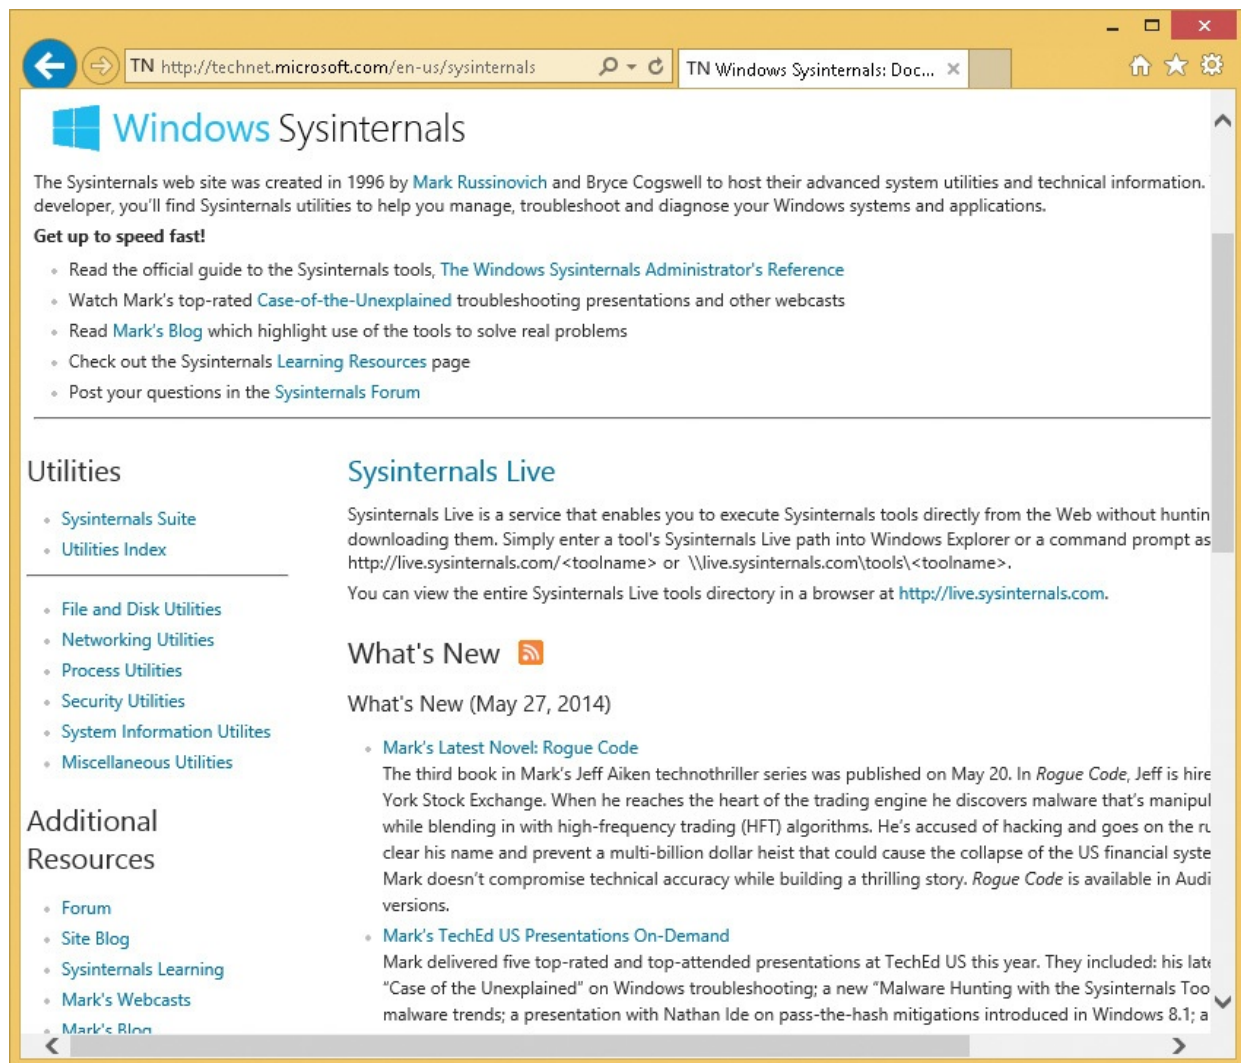 TN http://technet.microsoft.com/en-us/sysinternals
TN Windows Sysinternals: Doc...
Windows Sysinternals
The Sysinternals web site was created in 1996 by Mark Russinovich and Bryce Cogswell to host their advanced system utilities and technical information.
developer, you'll find Sysinternals utilities to help you manage, troubleshoot and diagnose your Windows systems and applications.
Get up to speed fast!
Read the official guide to the Sysinternals tools, The Windows Sysinternals Administrator's Reference
Watch Mark's top-rated Case-of-the-Unexplained troubleshooting presentations and other webcasts
Read Mark's Blog which highlight use of the tools to solve real problems
Check out the Sysinternals Learning Resources page
Post your questions in the Sysinternals Forum
Utilities
Sysinternals Suite
Utilities Index
File and Disk Utilities
Networking Utilities
Process Utilities
Security Utilities
System Information Utilites
Miscellaneous Utilities
Additional
Resources
Forum
Site Blog
Sysinternals Learning
Mark's Webcasts
Mark's Blog
Sysinternals Live
Sysinternals Live is a service that enables you to execute Sysinternals tools directly from the Web without huntin
downloading them. Simply enter a tool's Sysinternals Live path into Windows Explorer or a command prompt as
http://live.sysinternals.com/<toolname> or \\live.sysinternals.com\tools\<toolname>.
You can view the entire Sysinternals Live tools directory in a browser at http://live.sysinternals.com.
What's New
What's New (May 27, 2014)
Mark's Latest Novel: Rogue Code
The third book in Mark's Jeff Aiken technothriller series was published on May 20. In Rogue Code, Jeff is hire
York Stock Exchange. When he reaches the heart of the trading engine he discovers malware that's manipul
while blending in with high-frequency trading (HFT) algorithms. He's accused of hacking and goes on the ru
clear his name and prevent a multi-billion dollar heist that could cause the collapse of the US financial syste
Mark doesn't compromise technical accuracy while building a thrilling story. Rogue Code is available in Audi
versions.
Mark's TechEd US Presentations On-Demand
Mark delivered five top-rated and top-attended presentations at TechEd US this year. They included: his late
"Case of the Unexplained" on Windows troubleshooting; a new "Malware Hunting with the Sysinternals Too
malware trends; a presentation with Nathan Ide on pass-the-hash mitigations introduced in Windows 8.1; a